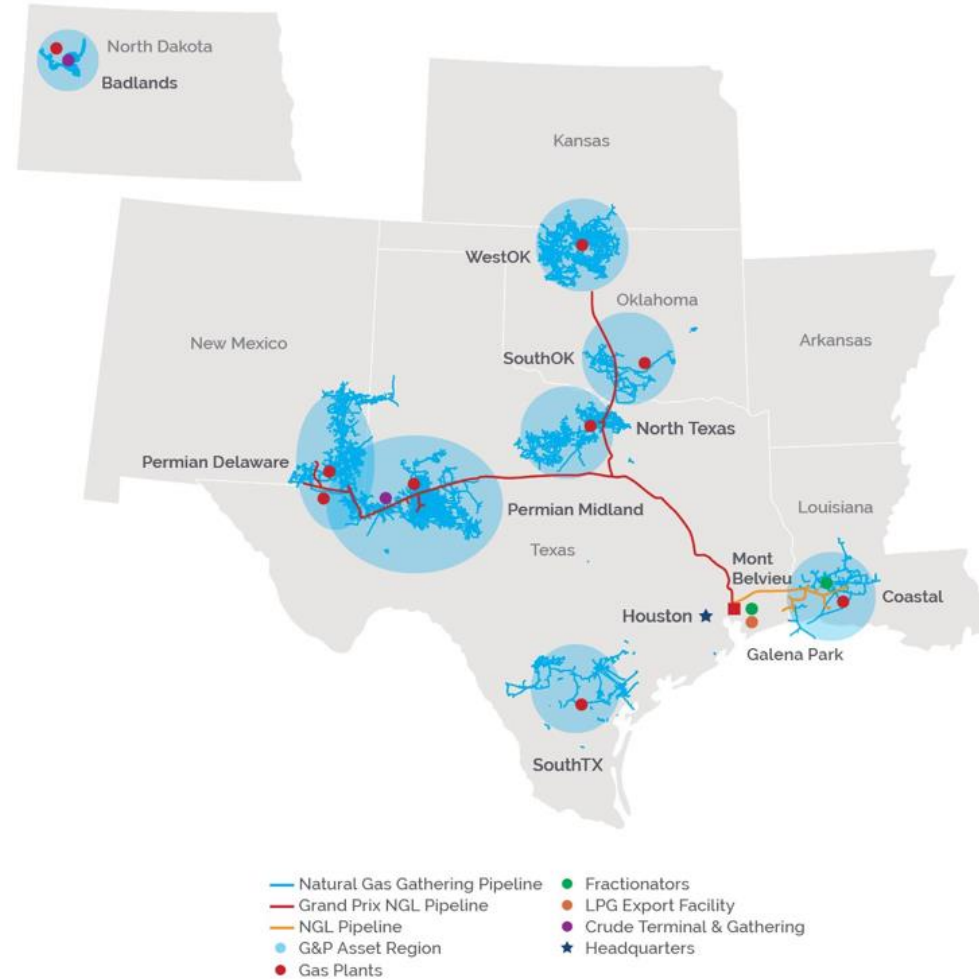 North Dakota
Badlands
Kansas
WestOK
Oklahoma
New Mexico
Arkansas
SouthOK
North Texas
Permian Delaware
Permian Midland
Louisiana
Texas
Mont
Belvieu
Coastal
Houston
Galena Park
SouthTX
Natural Gas Gathering Pipeline
Grand Prix NGL Pipeline
NGL Pipeline
G&P Asset Region
Gas Plants
Fractionators
LPG Export Facility
Crude Terminal & Gathering
Headquarters